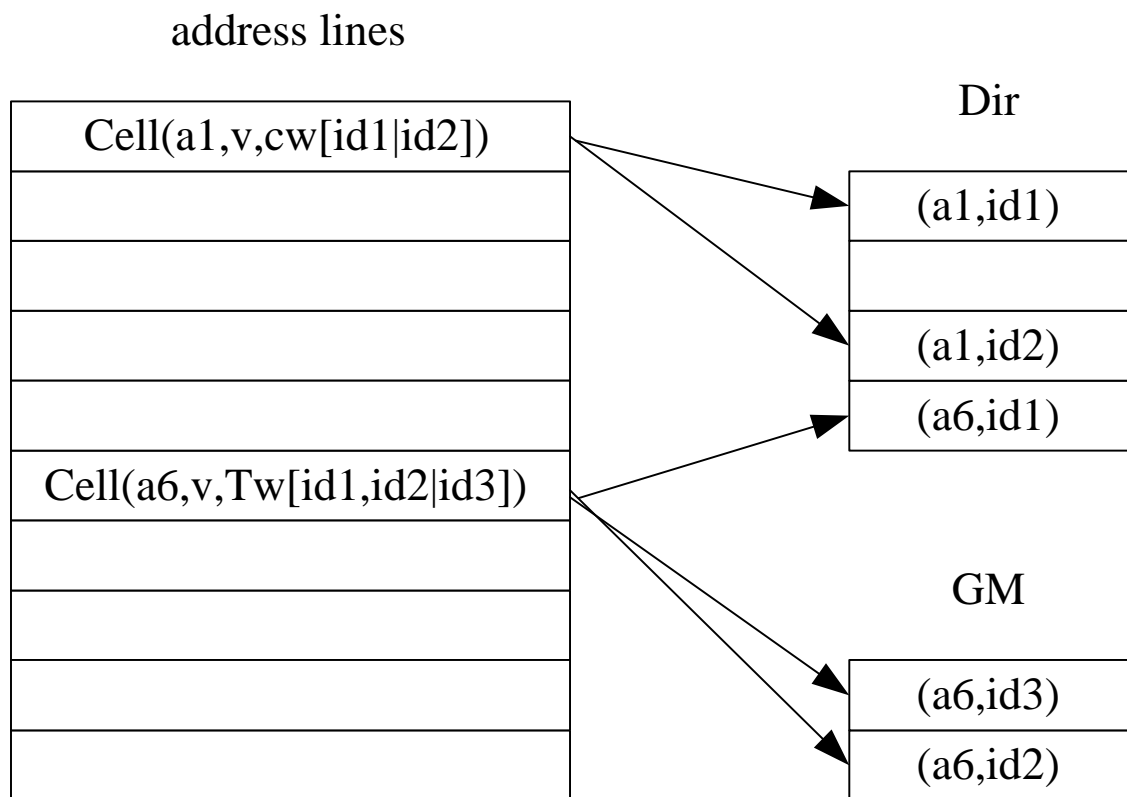 address lines
Cell(a1,v,cw[id1|id2])
Cell(a6,v,Tw[id1,id2|id3])
Dir
(a1,id1)
(a1,id2)
(a6,id1)
GM
(a6,id3)
(a6,id2)